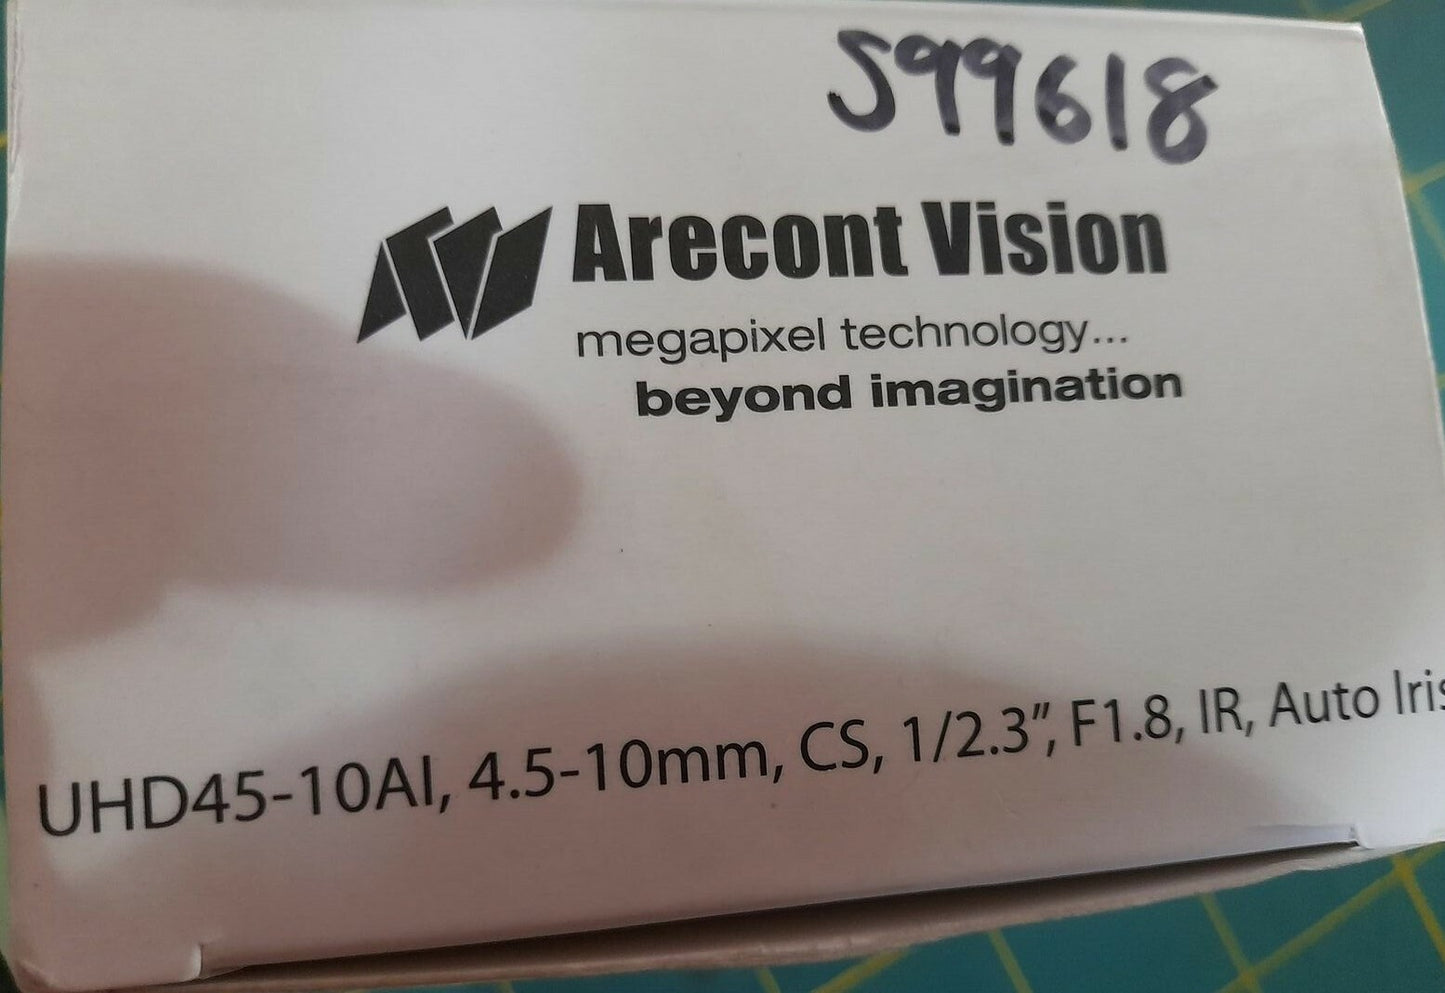 599618
Arecont Vision
megapixel technology...
beyond imagination
UHD45-10AI, 4.5-10mm, CS, 1/2.3", F1.8, IR, Auto Iris